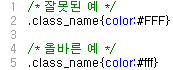 1 /* 잘못된 예 */
2 .class_name{color:#FFF}
3
4 /* 올바른 예 */
5 .class_name{color:#fff}